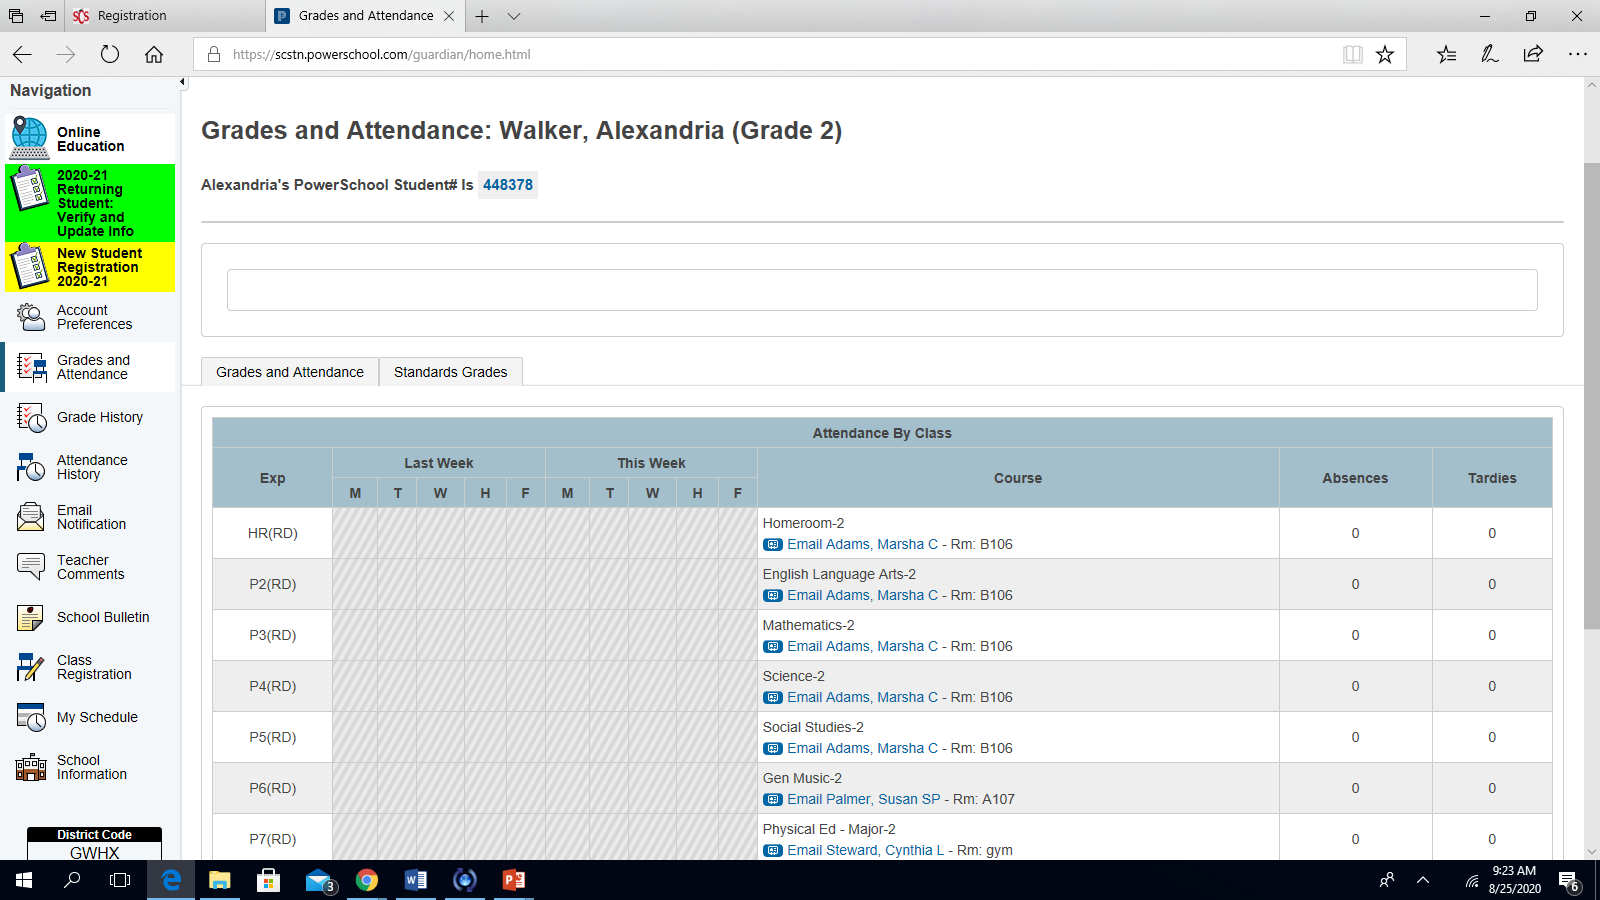 Registration
Grades and Attendance
https://scstn.powerschool.com/guardian/home.html
Navigation
Online
Education
2020-21
Returning
Student:
Verify and
Update Info
New Student
Registration
2020-21
Account
Preferences
Grades and
Attendance
Grade History
Attendance
History
Email
Notification
Teacher
Comments
School Bulletin
Class
Registration
My Schedule
School
Information
District Code
GWHX
Grades and Attendance: Walker, Alexandria (Grade 2)
Alexandria's PowerSchool Student# Is 448378
Grades and Attendance Standards Grades
Attendance By Class
Exp Last Week This Week Course Absences Tardies
M T W H F M T W H F
HR(RD) Homeroom-2 0 0
Email Adams, Marsha C - Rm: B106
P2(RD) English Language Arts-2 0 0
Email Adams, Marsha C - Rm: B106
P3(RD) Mathematics-2 0 0
Email Adams, Marsha C - Rm: B106
P4(RD) Science-2 0 0
Email Adams, Marsha C - Rm: B106
P5(RD) Social Studies-2 0 0
Email Adams, Marsha C - Rm: B106
P6(RD) Gen Music-2 0 0
Email Palmer, Susan SP - Rm: A107
P7(RD) Physical Ed - Major-2 0 0
Email Steward, Cynthia L - Rm: gym
3
9:23 AM
8/25/2020
6